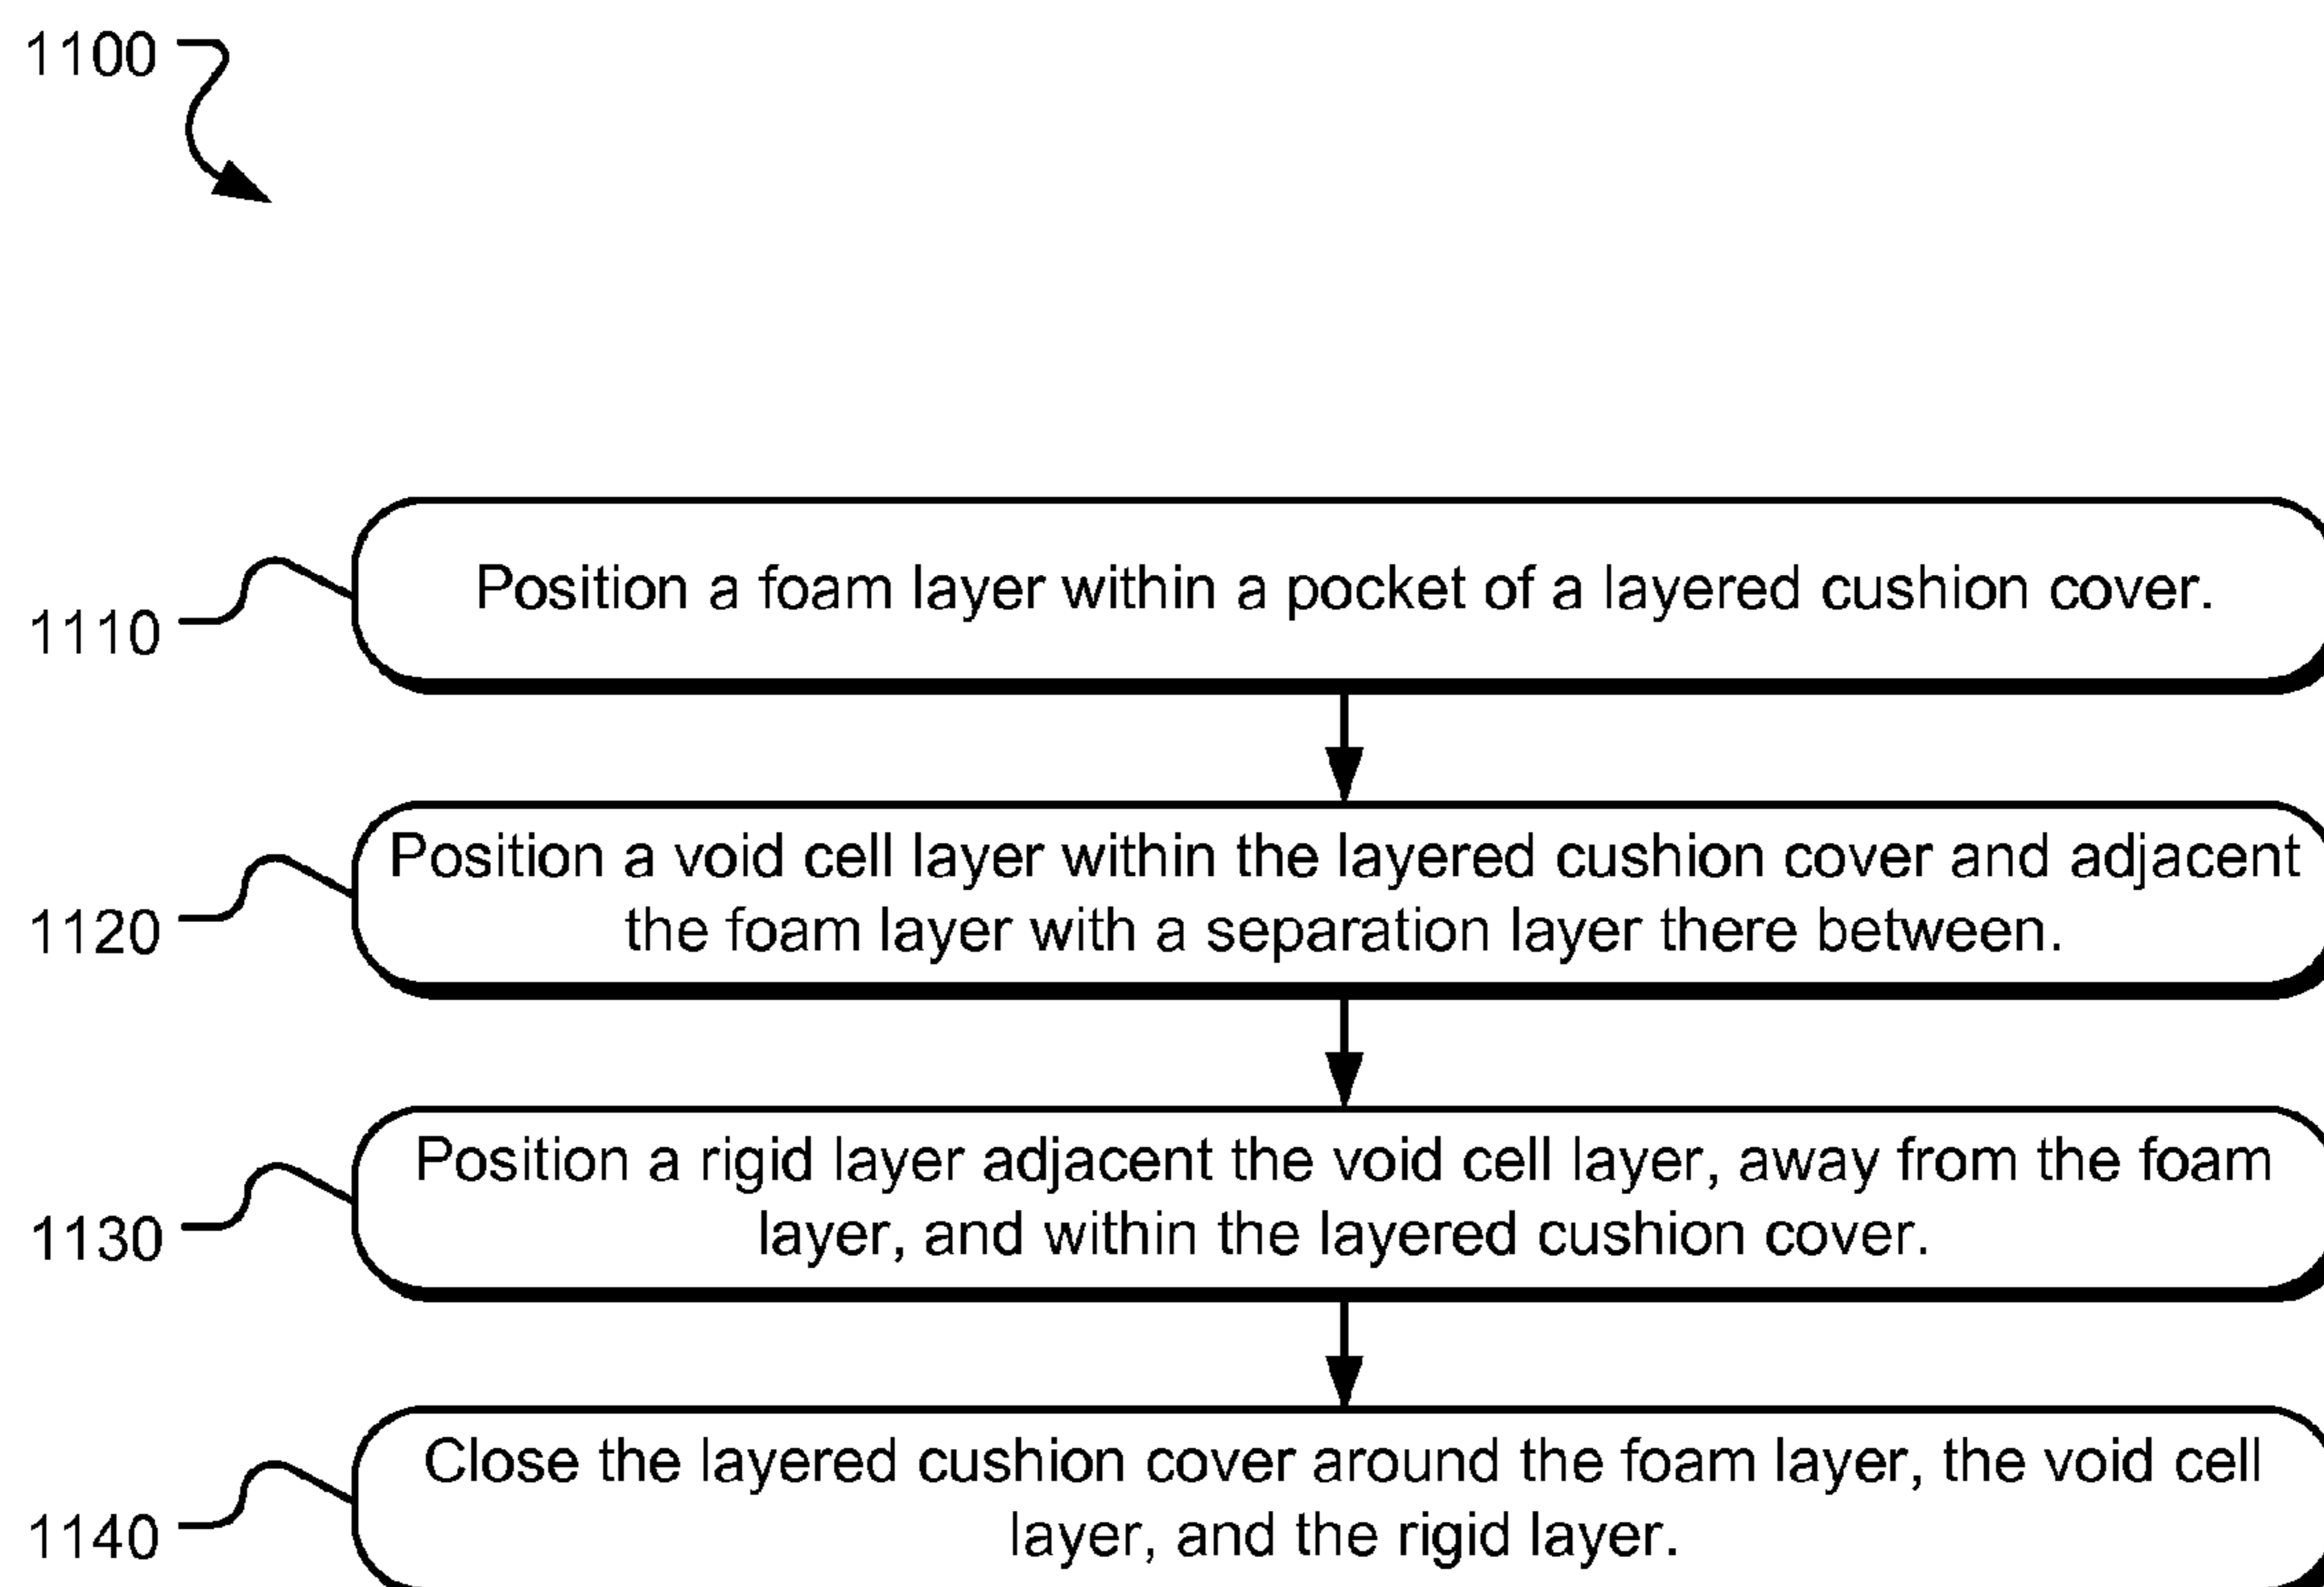 1100
1110
Position a foam layer within a pocket of a layered cushion cover.
1120
Position a void cell layer within the layered cushion cover and adjacent
the foam layer with a separation layer there between.
1130
Position a rigid layer adjacent the void cell layer, away from the foam
layer, and within the layered cushion cover.
1140
Close the layered cushion cover around the foam layer, the void cell
layer, and the rigid layer.